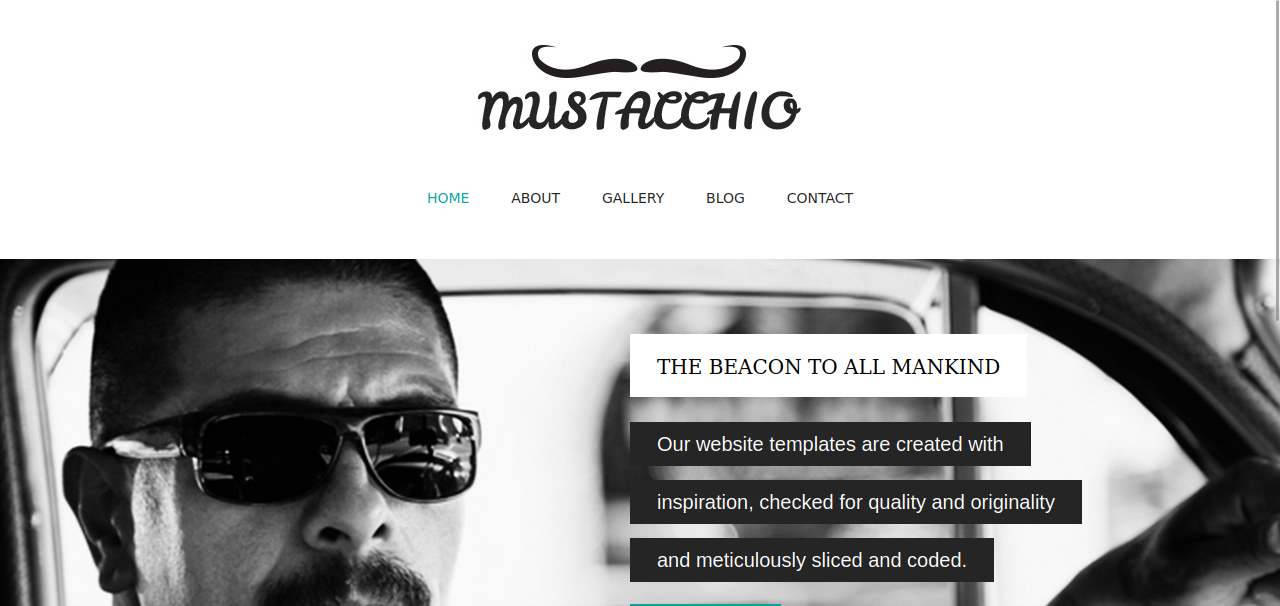 MUSTACCHIO
HOME ABOUT GALLERY BLOG CONTACT
THE BEACON TO ALL MANKIND
Our website templates are created with
inspiration, checked for quality and originality
and meticulously sliced and coded.